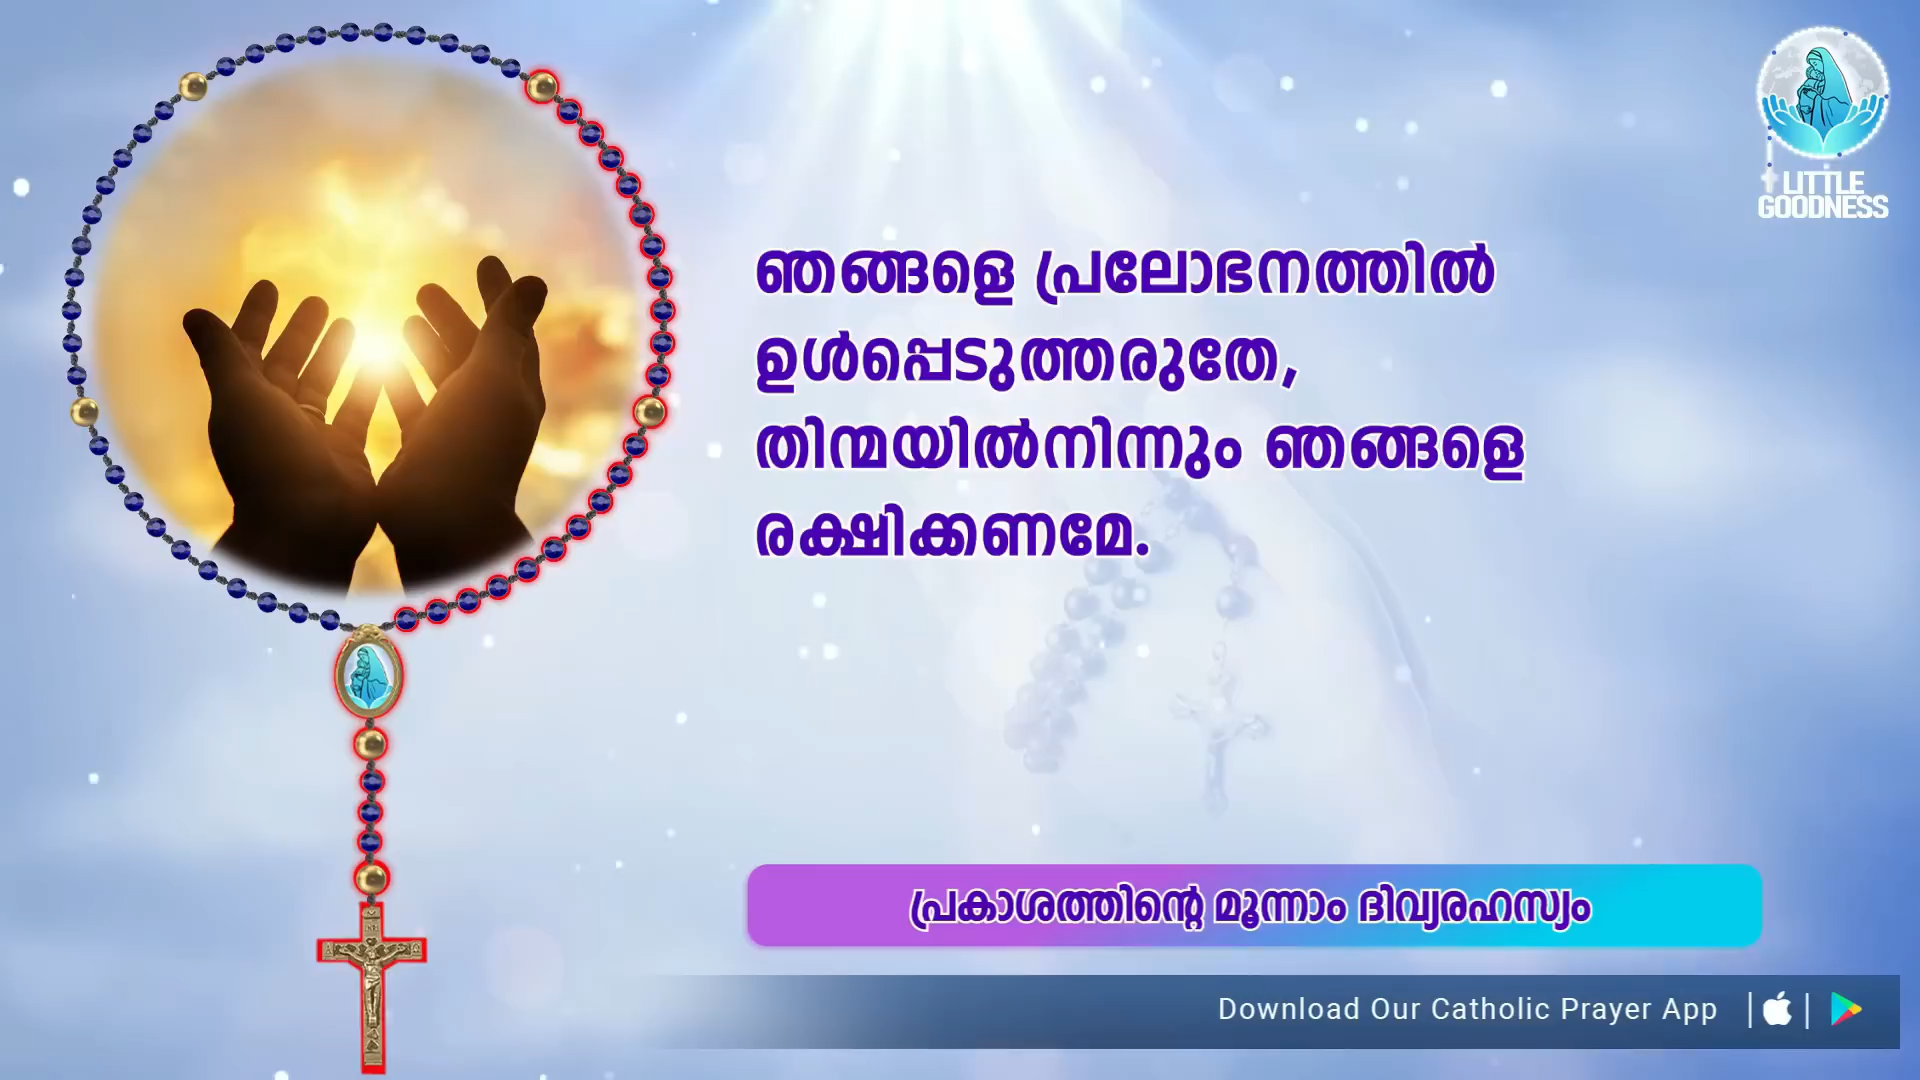 LITTLE
GOODNESS
ഞങ്ങളെ പ്രലോഭനത്തിൽ
ഉൾപ്പെടുത്തരുതേ,
തിന്മയിൽനിന്നും ഞങ്ങളെ
രക്ഷിക്കണമേ.
പ്രകാശത്തിന്റെ മൂന്നാം ദിവ്യരഹസ്യം
Download Our Catholic Prayer App